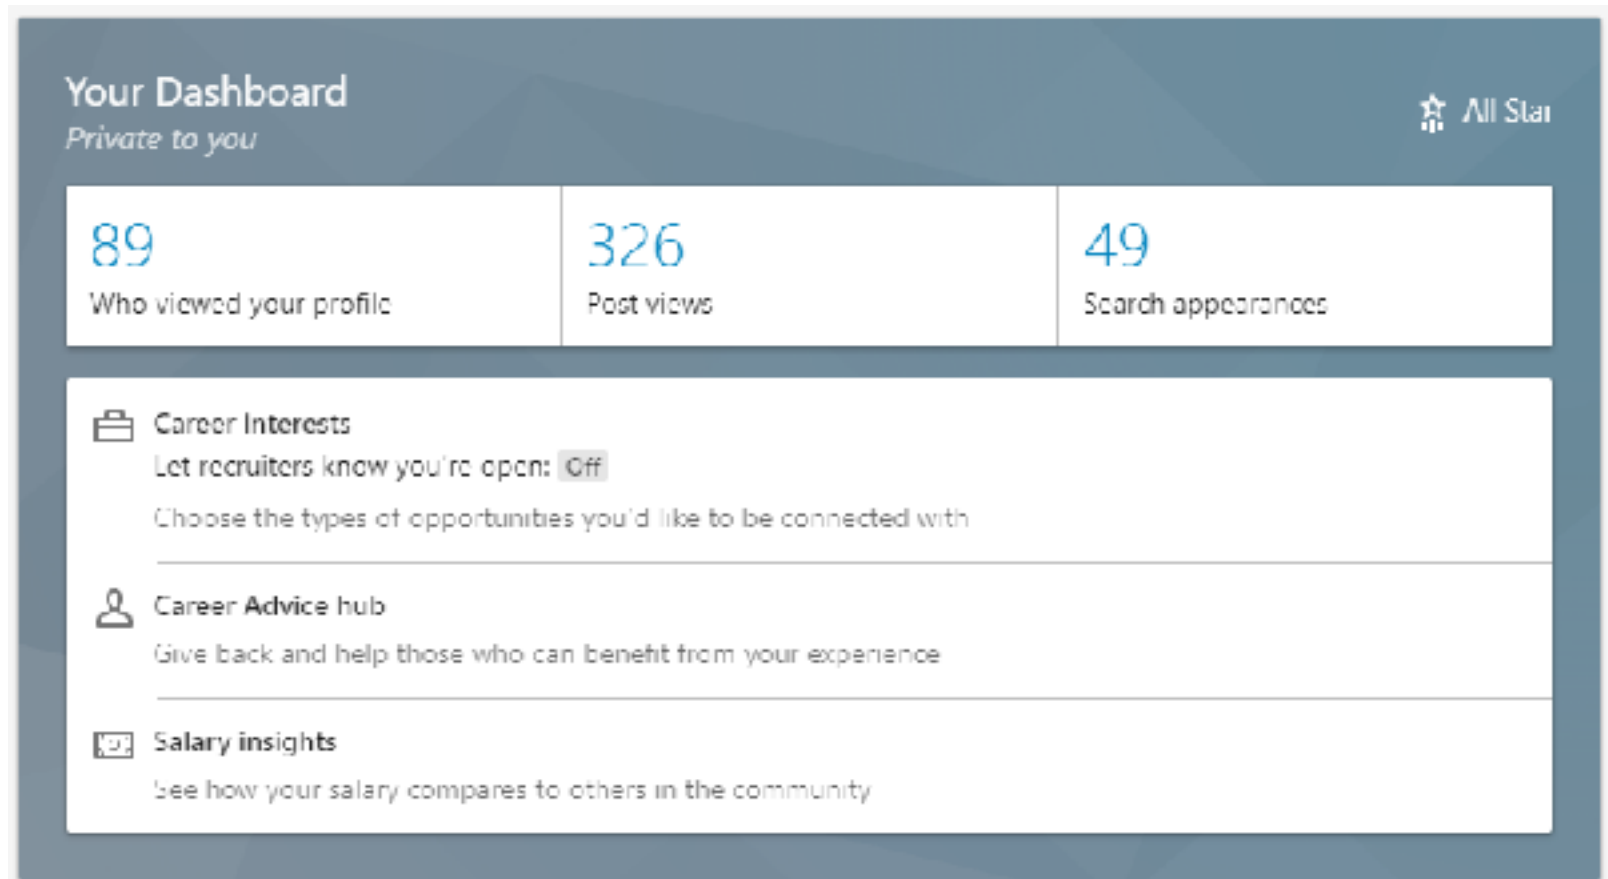 Your Dashboard
Private to you
All Star
89
Who viewed your profile
326
Post views
49
Search appearances
Career Interests
Let recruiters know you're open: Off
Choose the types of opportunities you'd like to be connected with
Career Advice hub
Give back and help those who can benefit from your experience
Salary insights
See how your salary compares to others in the community